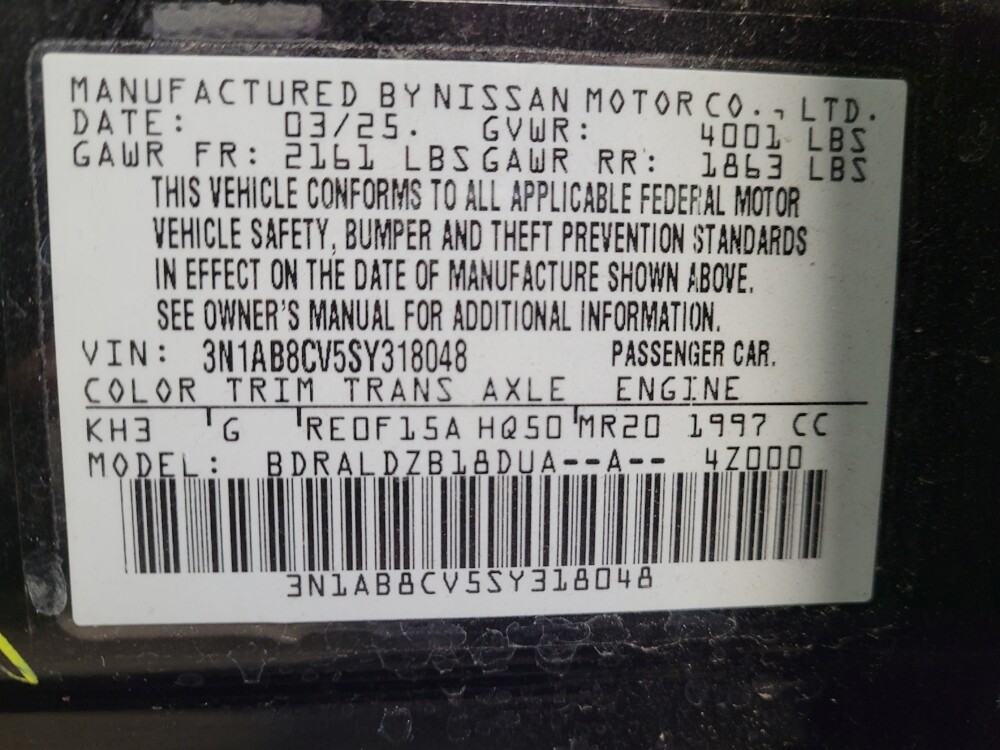 MANUFACTURED BY NISSAN MOTOR CO., LTD.
DATE: 03/25. GVWR: 4001 LBS
GAWR FR: 2161 LBS GAWR RR: 1863 LBS
THIS VEHICLE CONFORMS TO ALL APPLICABLE FEDERAL MOTOR
VEHICLE SAFETY, BUMPER AND THEFT PREVENTION STANDARDS
IN EFFECT ON THE DATE OF MANUFACTURE SHOWN ABOVE.
SEE OWNER'S MANUAL FOR ADDITIONAL INFORMATION.
VIN: 3N1AB8CV5SY318048 PASSENGER CAR.
COLOR TRIM TRANS AXLE ENGINE
KH3 G RE0F15A HQ50 MR20 1997 CC
MODEL: BDRALDZB18DUA--A-- 4Z000
3N1AB8CV5SY318048